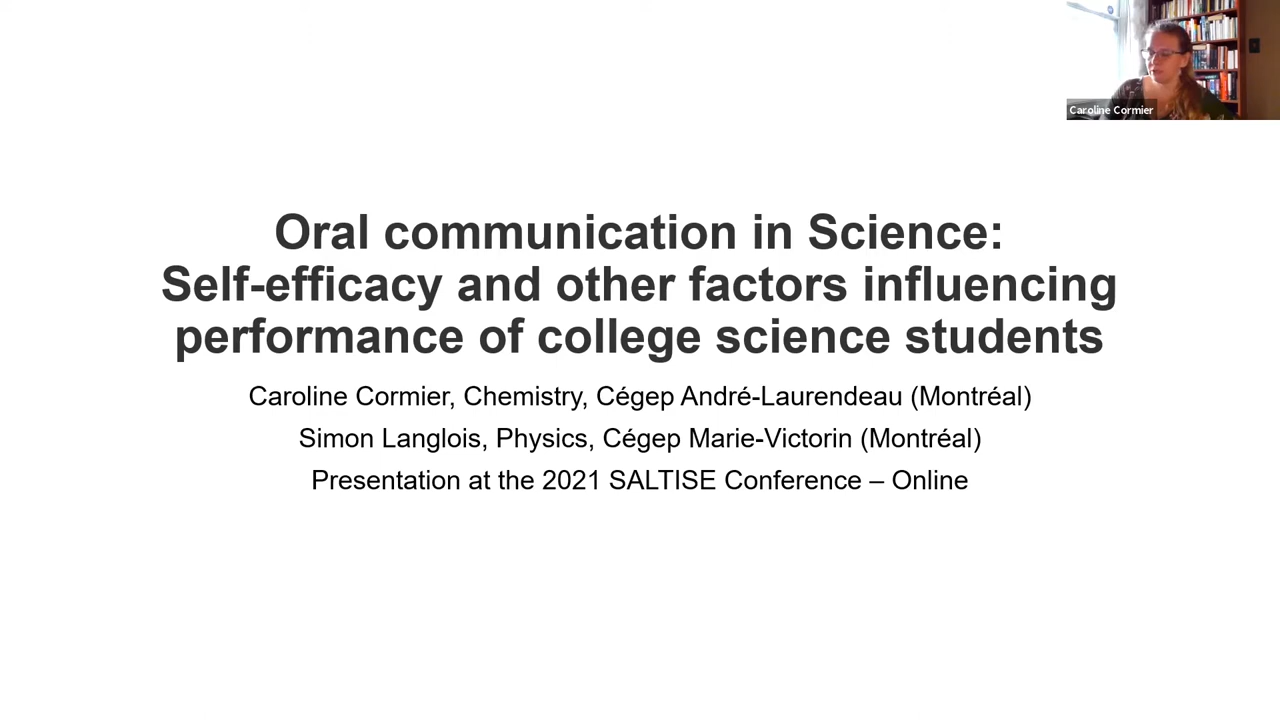 Caroline Cormier
Oral communication in Science:
Self-efficacy and other factors influencing
performance of college science students
Caroline Cormier, Chemistry, Cégep André-Laurendeau (Montréal)
Simon Langlois, Physics, Cégep Marie-Victorin (Montréal)
Presentation at the 2021 SALTISE Conference – Online